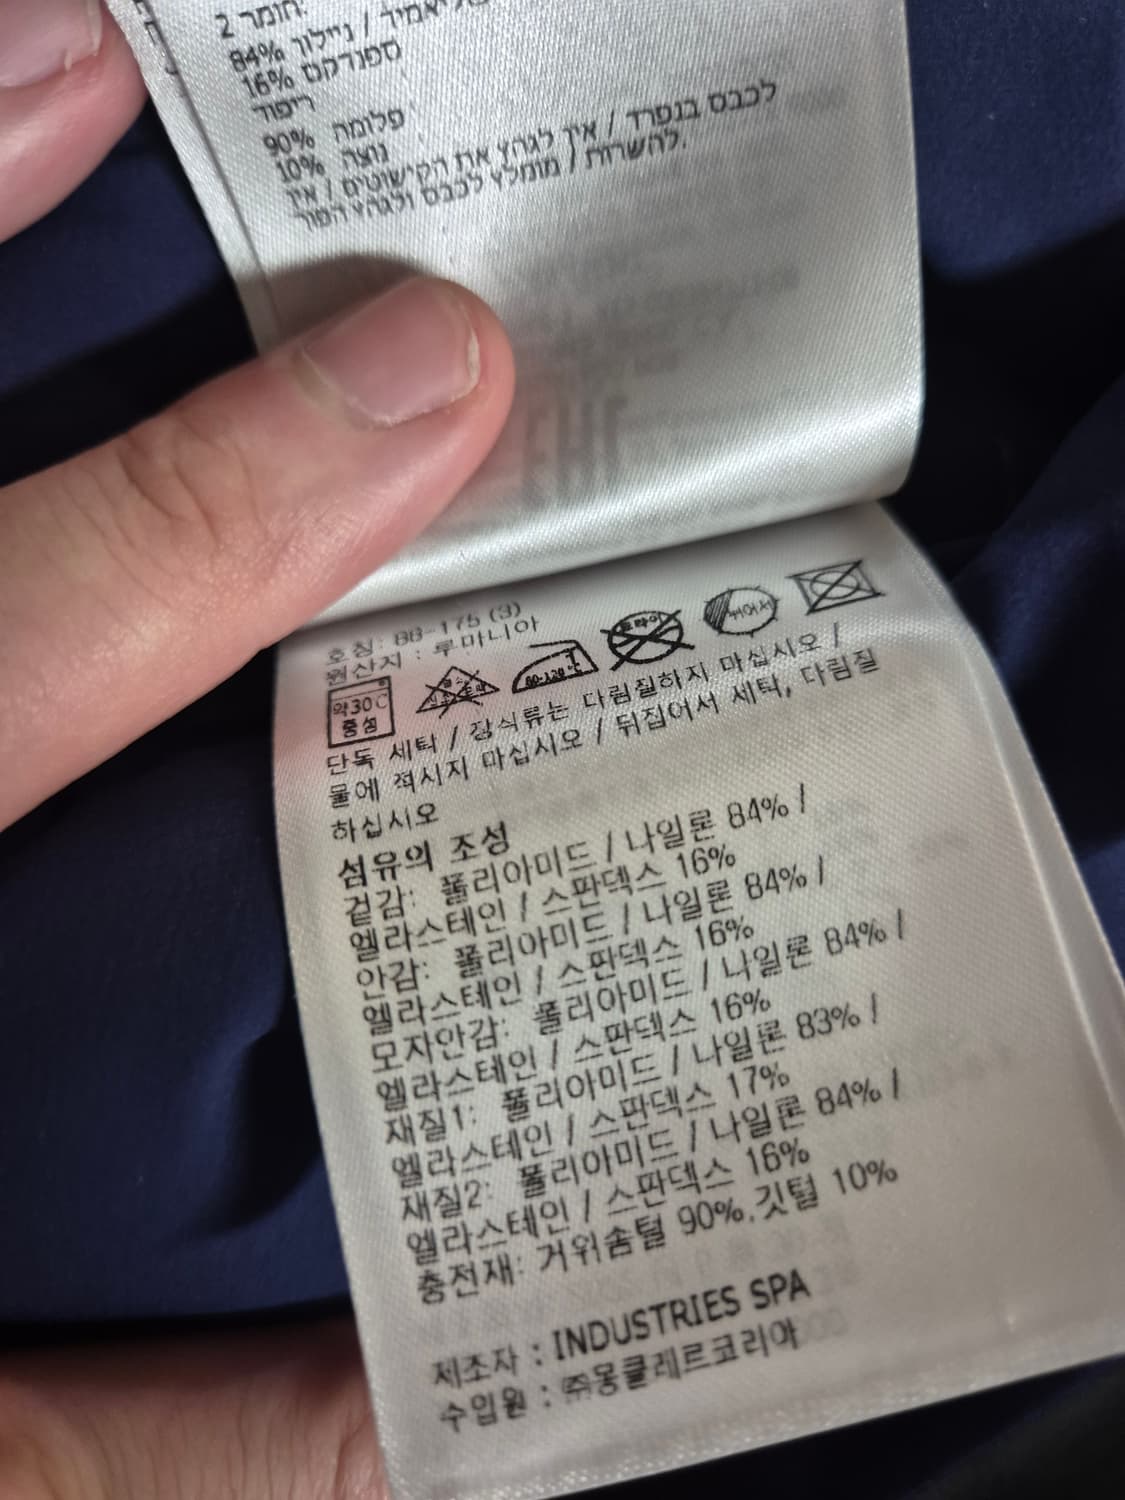 חומר 2:
84% ניילון / פוליאמיד
16% ספנדקס
ריפוד
90% פלומה
10% נוצה
לכבס בנפרד / אין לגהץ את הקישוטים / אין
להשרות / מומלץ לכבס ולגהץ הפוך.
호칭: 88-175 (3)
원산지 : 루마니아
약30℃
중성
80-120℃
드라이
뉘어서
단독 세탁 / 장식류는 다림질하지 마십시오 /
물에 적시지 마십시오 / 뒤집어서 세탁, 다림질
하십시오
섬유의 조성
겉감: 폴리아미드 / 나일론 84% /
엘라스테인 / 스판덱스 16%
안감: 폴리아미드 / 나일론 84% /
엘라스테인 / 스판덱스 16%
모자안감: 폴리아미드 / 나일론 84% /
엘라스테인 / 스판덱스 16%
재질1: 폴리아미드 / 나일론 83% /
엘라스테인 / 스판덱스 17%
재질2: 폴리아미드 / 나일론 84% /
엘라스테인 / 스판덱스 16%
충전재: 거위솜털 90%, 깃털 10%
제조자 : INDUSTRIES SPA
수입원 : ㈜몽클레르코리아